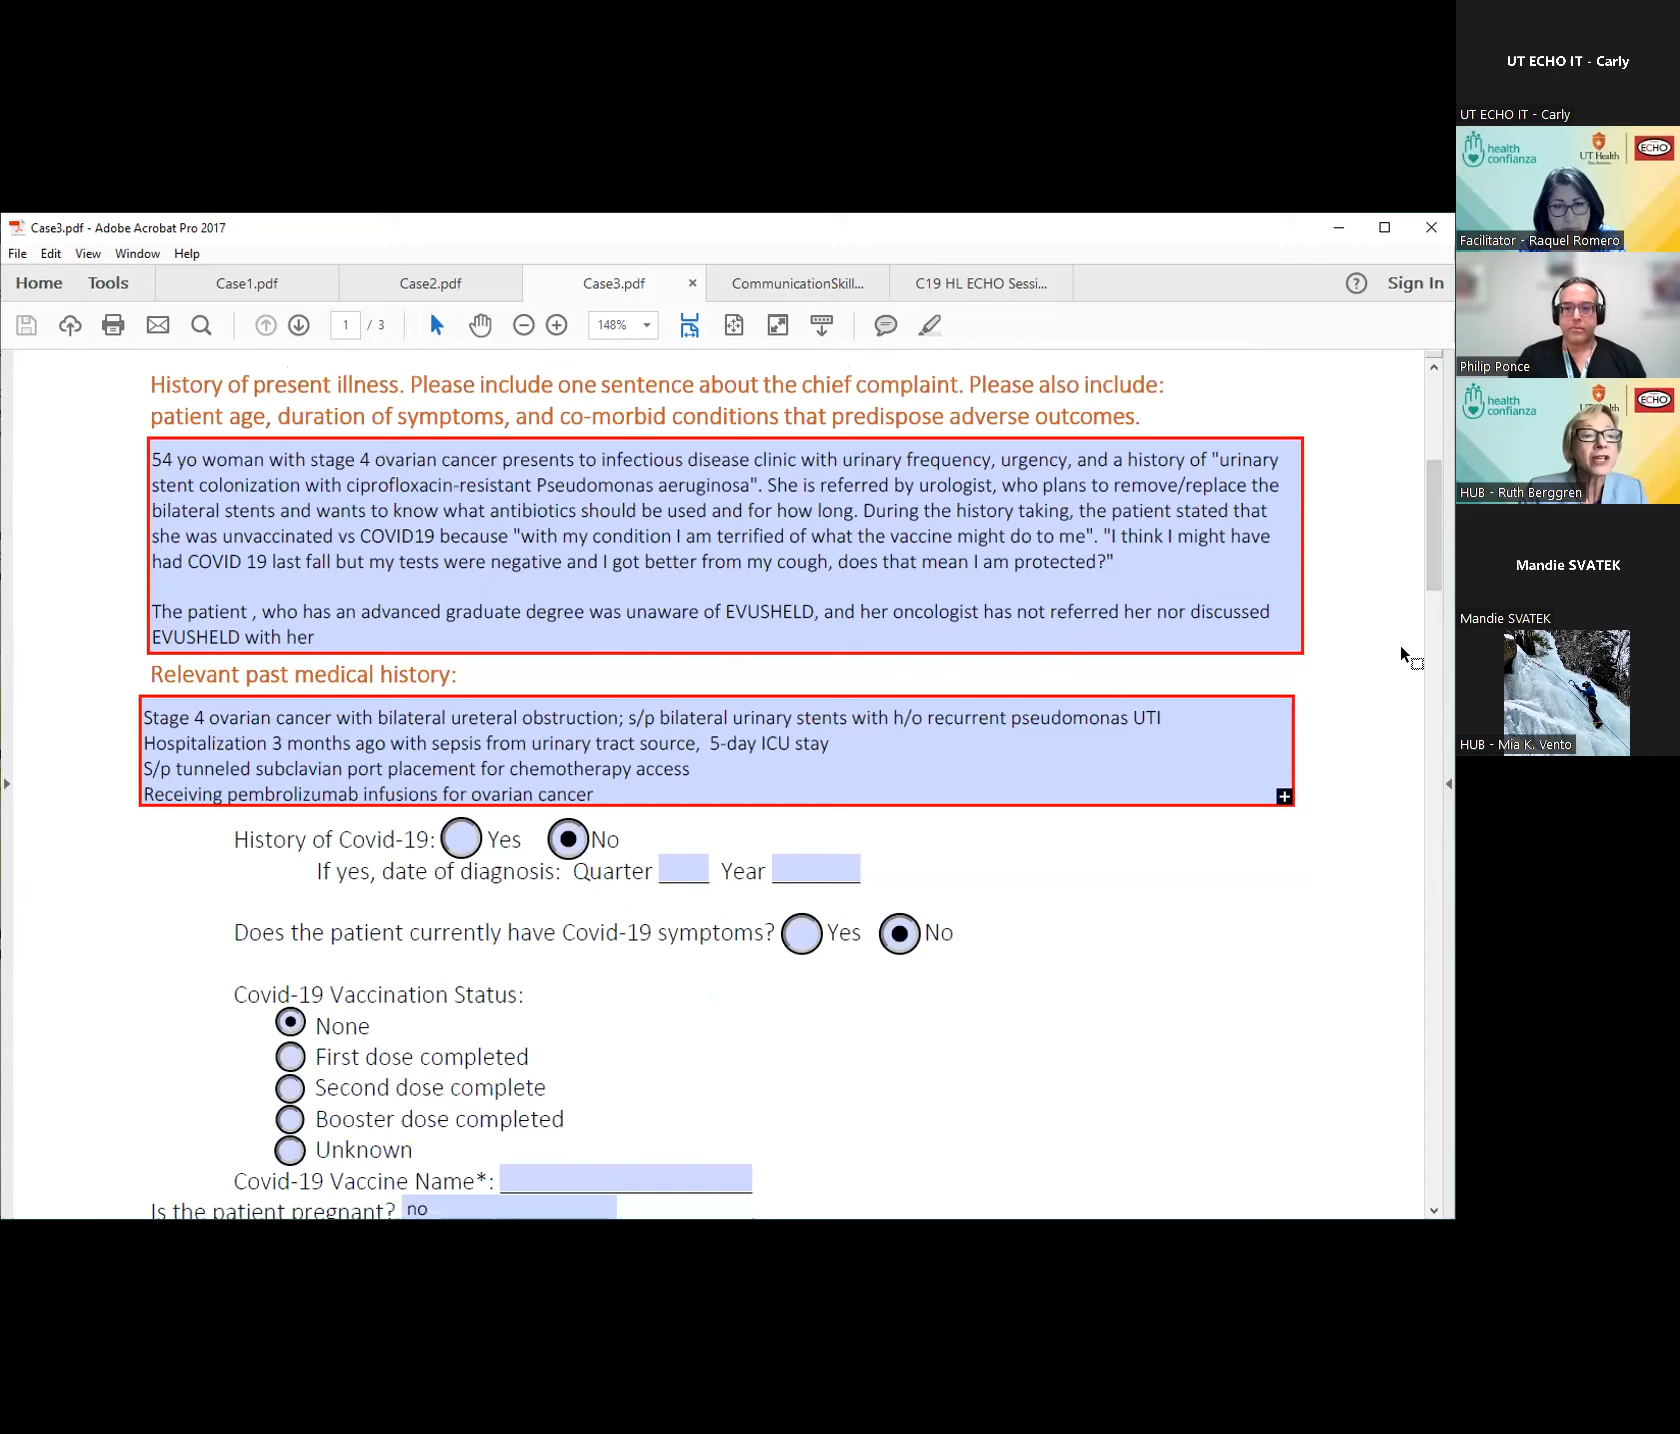 Case3.pdf - Adobe Acrobat Pro 2017
File Edit View Window Help
Home Tools Case1.pdf Case2.pdf Case3.pdf × CommunicationSkill... C19 HL ECHO Sessi... ? Sign In
1 / 3 148%
History of present illness. Please include one sentence about the chief complaint. Please also include:
patient age, duration of symptoms, and co-morbid conditions that predispose adverse outcomes.
54 yo woman with stage 4 ovarian cancer presents to infectious disease clinic with urinary frequency, urgency, and a history of "urinary
stent colonization with ciprofloxacin-resistant Pseudomonas aeruginosa". She is referred by urologist, who plans to remove/replace the
bilateral stents and wants to know what antibiotics should be used and for how long. During the history taking, the patient stated that
she was unvaccinated vs COVID19 because "with my condition I am terrified of what the vaccine might do to me". "I think I might have
had COVID 19 last fall but my tests were negative and I got better from my cough, does that mean I am protected?"
The patient , who has an advanced graduate degree was unaware of EVUSHELD, and her oncologist has not referred her nor discussed
EVUSHELD with her
Relevant past medical history:
Stage 4 ovarian cancer with bilateral ureteral obstruction; s/p bilateral urinary stents with h/o recurrent pseudomonas UTI
Hospitalization 3 months ago with sepsis from urinary tract source, 5-day ICU stay
S/p tunneled subclavian port placement for chemotherapy access
Receiving pembrolizumab infusions for ovarian cancer
History of Covid-19: Yes No
If yes, date of diagnosis: Quarter Year
Does the patient currently have Covid-19 symptoms? Yes No
Covid-19 Vaccination Status:
None
First dose completed
Second dose complete
Booster dose completed
Unknown
Covid-19 Vaccine Name*:
Is the patient pregnant? no
UT ECHO IT - Carly
UT ECHO IT - Carly
health
confianza
UT Health
ECHO
Facilitator - Raquel Romero
Philip Ponce
health
confianza
ECHO
HUB - Ruth Berggren
Mandie SVATEK
Mandie SVATEK
HUB - Mia K. Vento